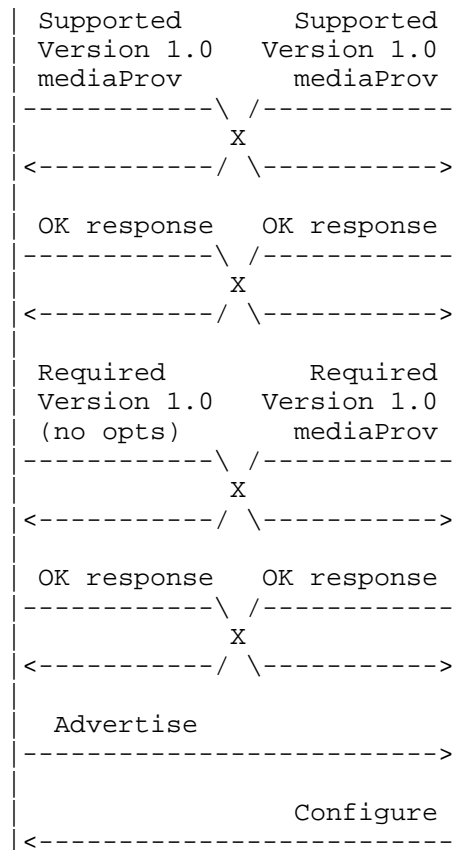 | Supported      Supported
| Version 1.0   Version 1.0
| mediaProv       mediaProv
|------------\ /------------
|             X
|<-----------/ \----------->
|
| OK response   OK response
|------------\ /------------
|             X
|<-----------/ \----------->
|
| Required         Required
| Version 1.0   Version 1.0
| (no opts)       mediaProv
|------------\ /------------
|             X
|<-----------/ \----------->
|
| OK response   OK response
|------------\ /------------
|             X
|<-----------/ \----------->
|
|  Advertise
|-------------------------->
|
|                 Configure
|<--------------------------